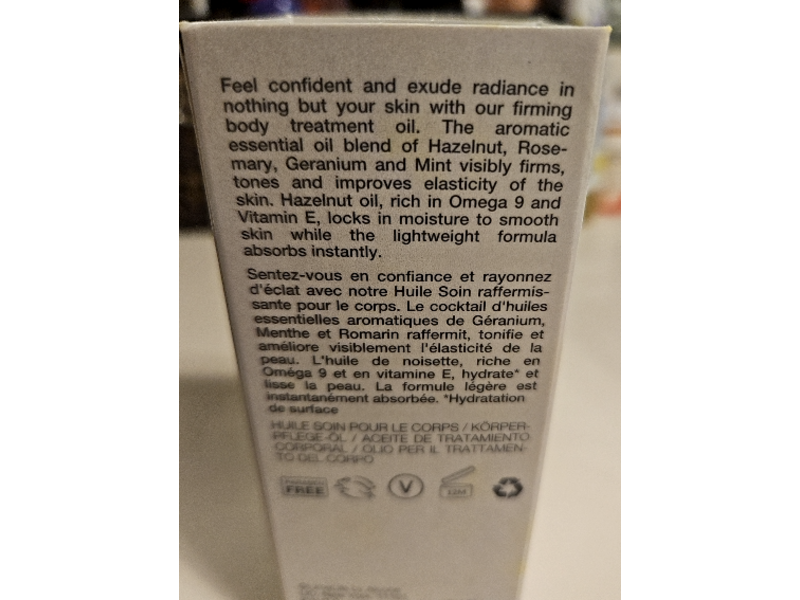 Feel confident and exude radiance in
nothing but your skin with our firming
body treatment oil. The aromatic
essential oil blend of Hazelnut, Rose-
mary, Geranium and Mint visibly firms,
tones and improves elasticity of the
skin. Hazelnut oil, rich in Omega 9 and
Vitamin E, locks in moisture to smooth
skin while the lightweight formula
absorbs instantly.
Sentez-vous en confiance et rayonnez
d'éclat avec notre Huile Soin raffermis-
sante pour le corps. Le cocktail d'huiles
essentielles aromatiques de Géranium,
Menthe et Romarin raffermit, tonifie et
améliore visiblement l'élasticité de la
peau. L'huile de noisette, riche en
Oméga 9 et en vitamine E, hydrate* et
lisse la peau. La formule légère est
instantanément absorbée. *Hydratation
de surface
HUILE SOIN POUR LE CORPS / KÖRPER-
PFLEGE-ÖL / ACEITE DE TRATAMIENTO
CORPORAL / OLIO PER IL TRATTAMEN-
TO DEL CORPO
PARABEN
FREE
V
12M